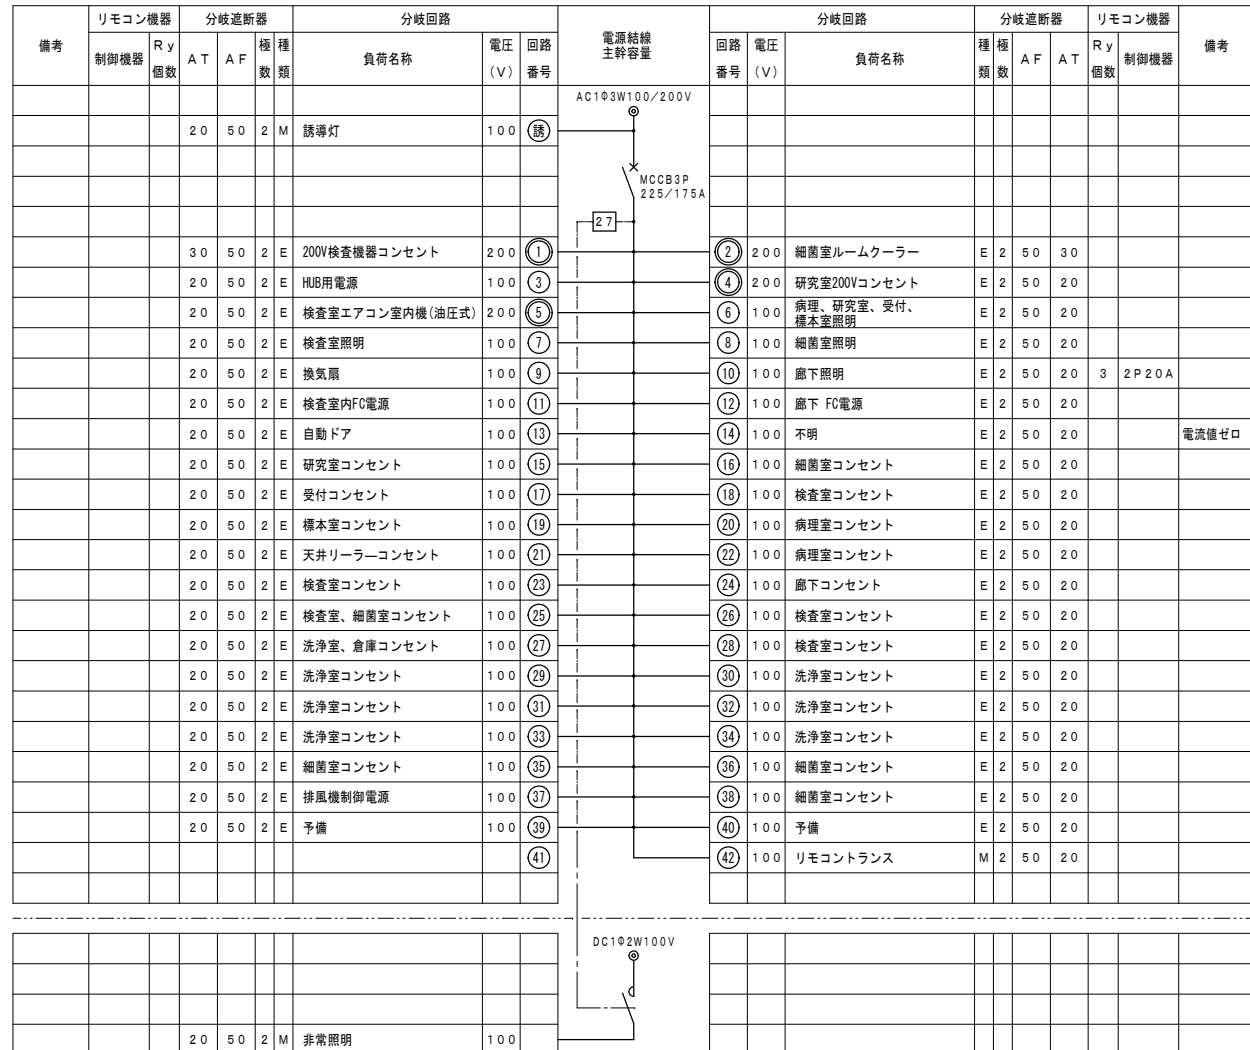 備考 リモコン機器 分岐遮断器 分岐回路 電源結線 主幹容量 分岐回路 分岐遮断器 リモコン機器 備考
制御機器 Ry個数 AT AF 極数 種類 負荷名称 電圧(V) 回路番号 回路番号 電圧(V) 負荷名称 種類 極数 AF AT Ry個数 制御機器
AC1Φ3W100/200V
20 50 2 M 誘導灯 100 誘
MCCB3P
225/175A
27
30 50 2 E 200V検査機器コンセント 200 1 2 200 細菌室ルームクーラー E 2 50 30
20 50 2 E HUB用電源 100 3 4 200 研究室200Vコンセント E 2 50 20
20 50 2 E 検査室エアコン室内機(油圧式) 200 5 6 100 病理、研究室、受付、標本室照明 E 2 50 20
20 50 2 E 検査室照明 100 7 8 100 細菌室照明 E 2 50 20
20 50 2 E 換気扇 100 9 10 100 廊下照明 E 2 50 20 3 2P20A
20 50 2 E 検査室内FC電源 100 11 12 100 廊下 FC電源 E 2 50 20
20 50 2 E 自動ドア 100 13 14 100 不明 E 2 50 20 電流値ゼロ
20 50 2 E 研究室コンセント 100 15 16 100 細菌室コンセント E 2 50 20
20 50 2 E 受付コンセント 100 17 18 100 検査室コンセント E 2 50 20
20 50 2 E 標本室コンセント 100 19 20 100 病理室コンセント E 2 50 20
20 50 2 E 天井リーラ―コンセント 100 21 22 100 病理室コンセント E 2 50 20
20 50 2 E 検査室コンセント 100 23 24 100 廊下コンセント E 2 50 20
20 50 2 E 検査室、細菌室コンセント 100 25 26 100 検査室コンセント E 2 50 20
20 50 2 E 洗浄室、倉庫コンセント 100 27 28 100 検査室コンセント E 2 50 20
20 50 2 E 洗浄室コンセント 100 29 30 100 洗浄室コンセント E 2 50 20
20 50 2 E 洗浄室コンセント 100 31 32 100 洗浄室コンセント E 2 50 20
20 50 2 E 洗浄室コンセント 100 33 34 100 洗浄室コンセント E 2 50 20
20 50 2 E 細菌室コンセント 100 35 36 100 細菌室コンセント E 2 50 20
20 50 2 E 排風機制御電源 100 37 38 100 細菌室コンセント E 2 50 20
20 50 2 E 予備 100 39 40 100 予備 E 2 50 20
41 42 100 リモコントランス M 2 50 20
DC1Φ2W100V
20 50 2 M 非常照明 100